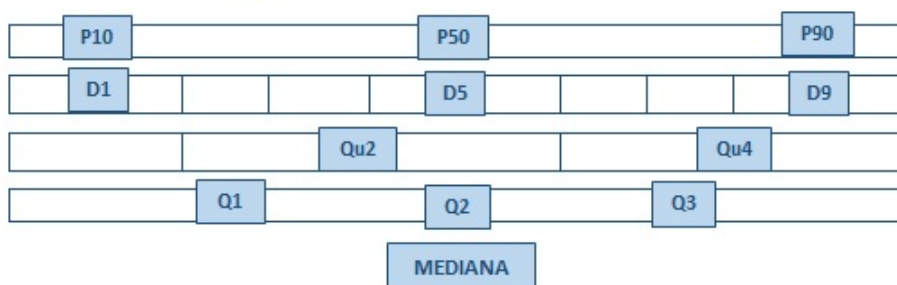 P10 P50 P90
D1 D5 D9
Qu2 Qu4
Q1 Q2 Q3
MEDIANA